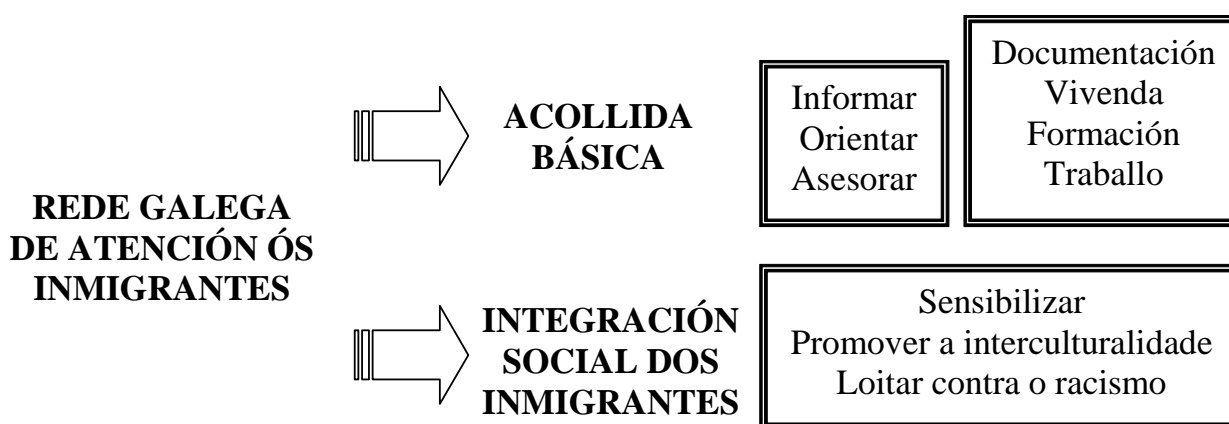 REDE GALEGA
DE ATENCIÓN ÓS
INMIGRANTES
ACOLLIDA
BÁSICA
Informar
Orientar
Asesorar
Documentación
Vivenda
Formación
Traballo
INTEGRACIÓN
SOCIAL DOS
INMIGRANTES
Sensibilizar
Promover a interculturalidade
Loitar contra o racismo